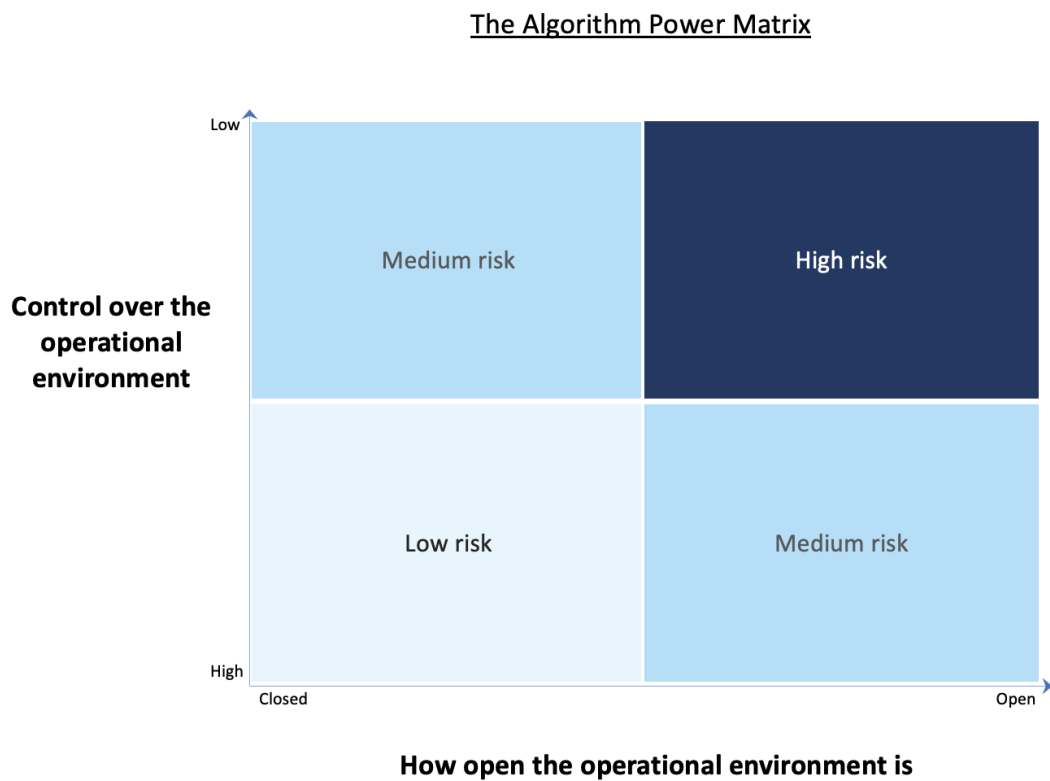 The Algorithm Power Matrix
Low
Medium risk
High risk
Control over the
operational
environment
Low risk
Medium risk
High
Closed
Open
How open the operational environment is